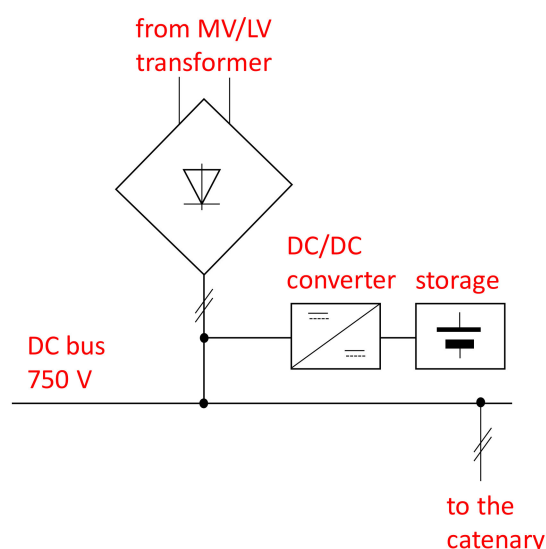 from MV/LV
transformer
DC/DC
converter
storage
DC bus
750 V
to the
catenary